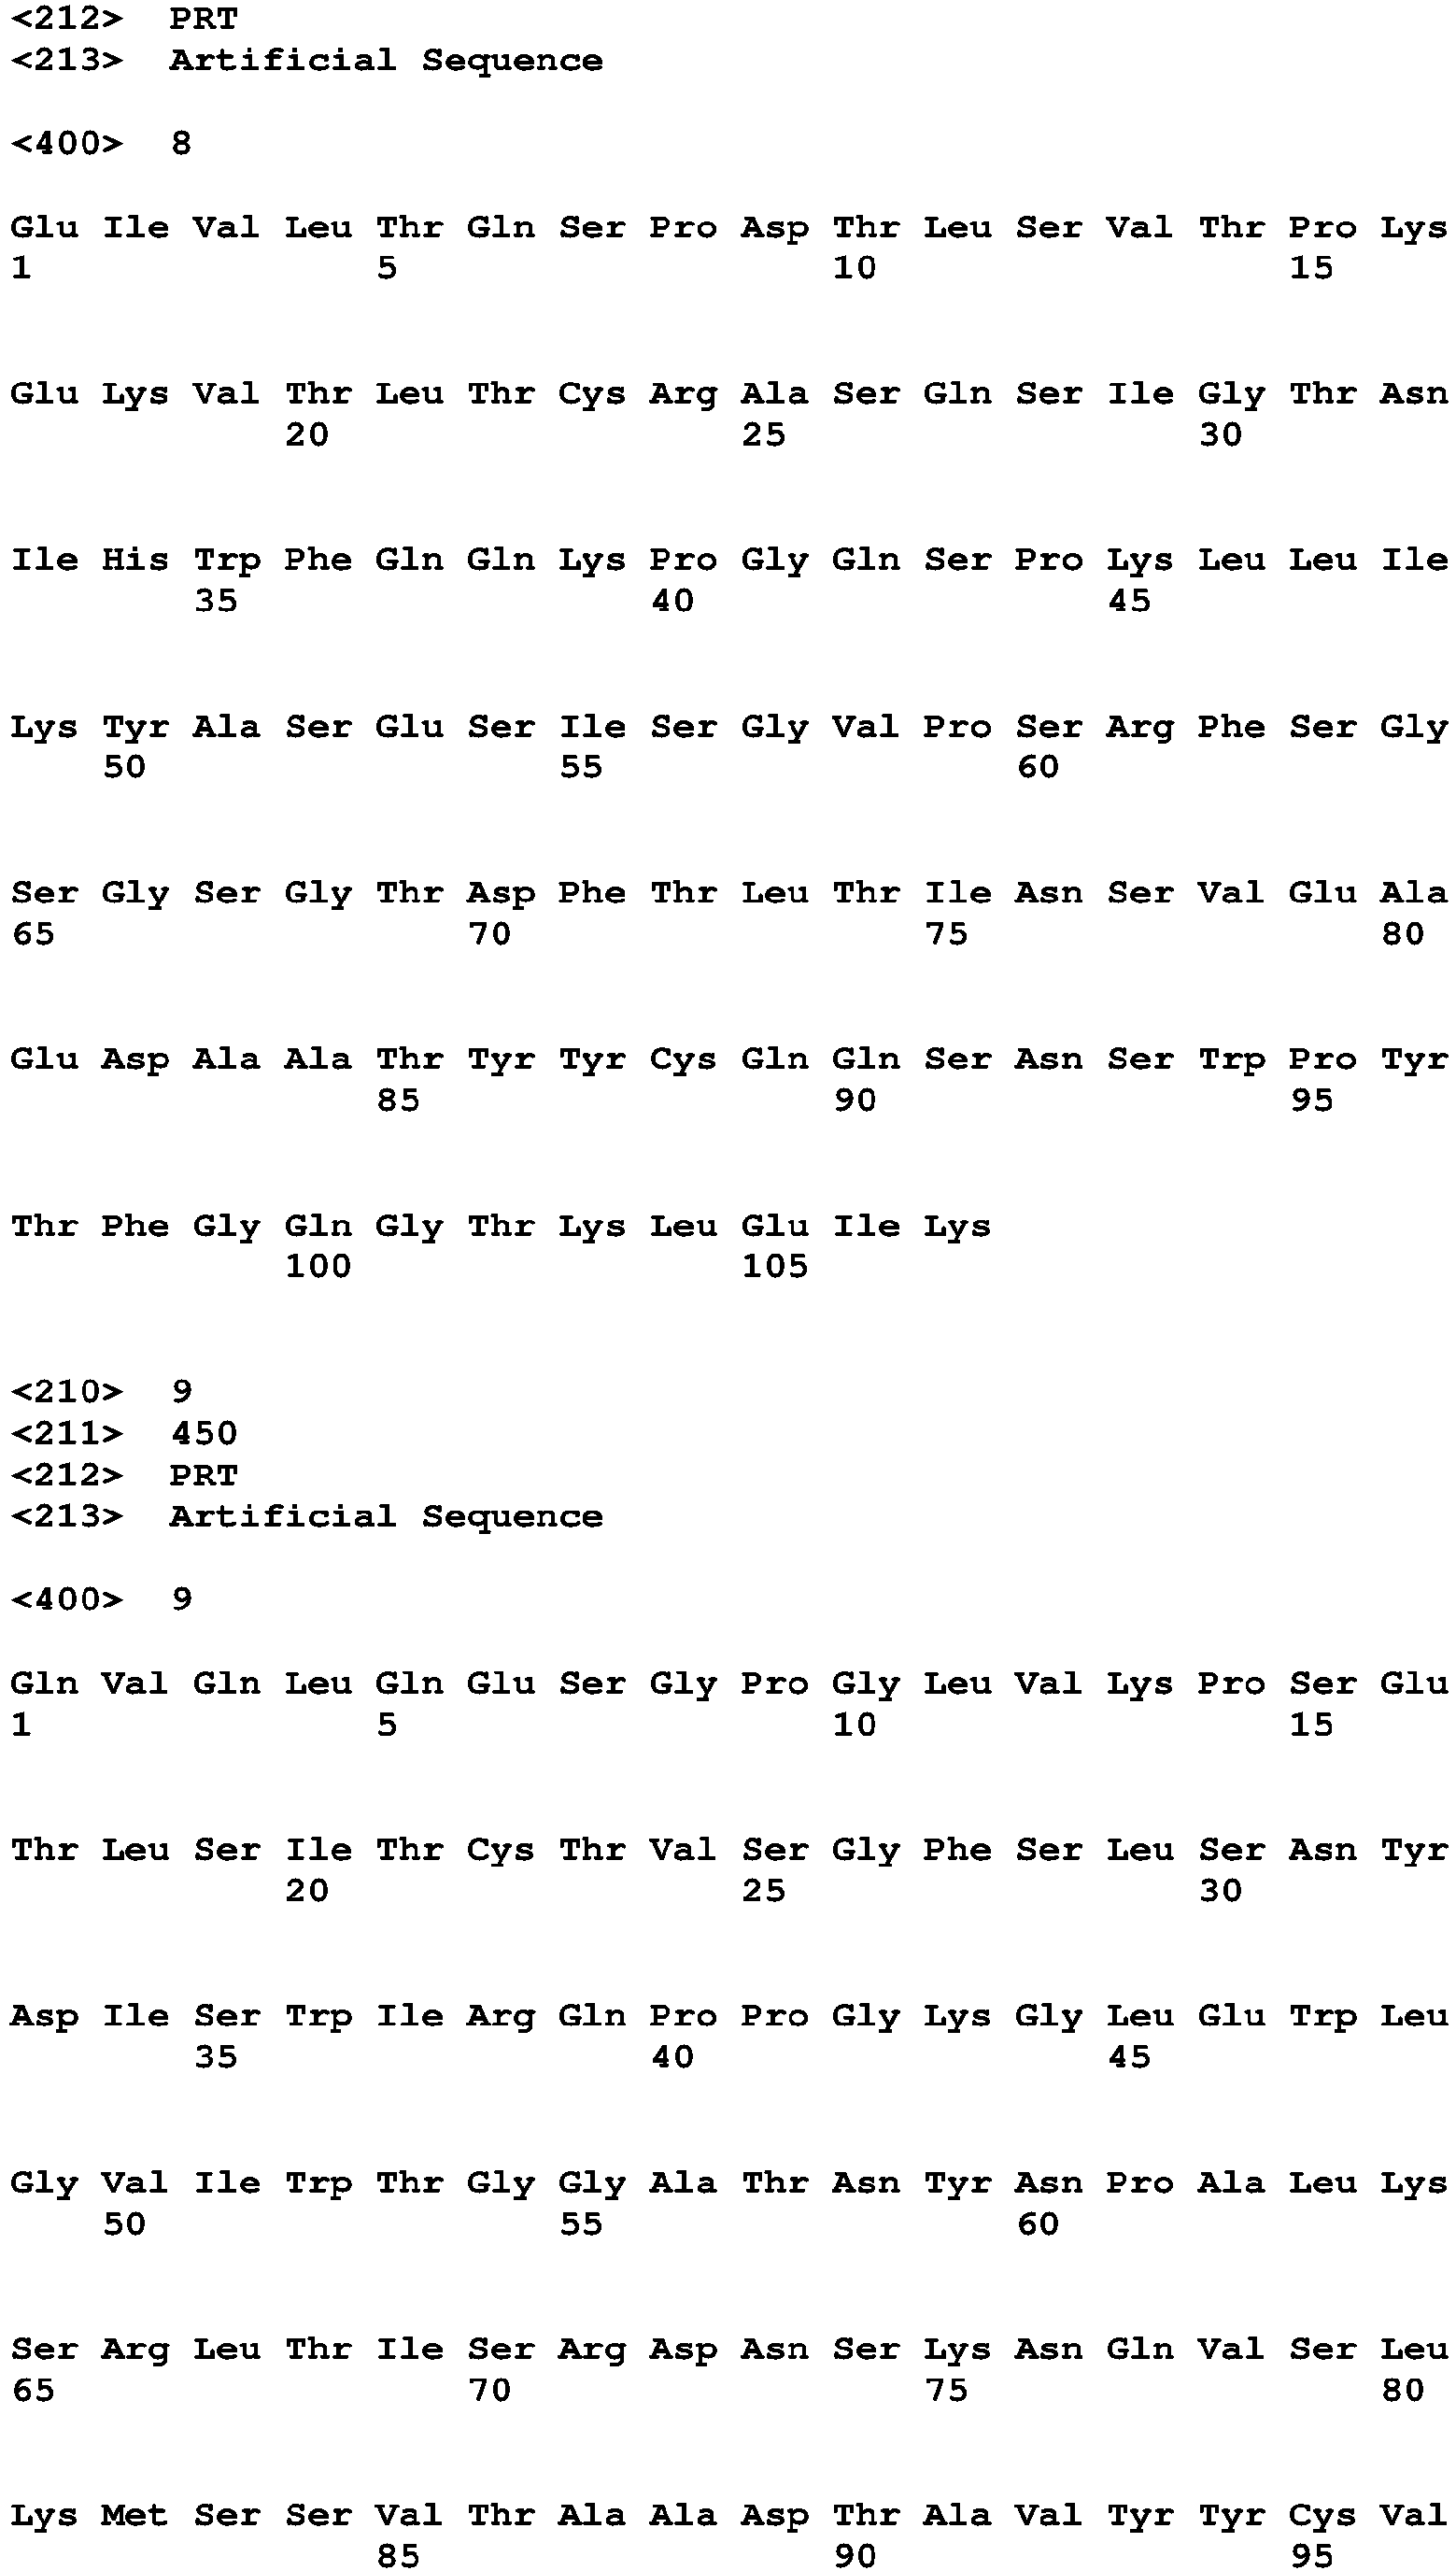 <212> PRT
<213> Artificial Sequence
<400> 8
Glu Ile Val Leu Thr Gln Ser Pro Asp Thr Leu Ser Val Thr Pro Lys
1 5 10 15
Glu Lys Val Thr Leu Thr Cys Arg Ala Ser Gln Ser Ile Gly Thr Asn
20 25 30
Ile His Trp Phe Gln Gln Lys Pro Gly Gln Ser Pro Lys Leu Leu Ile
35 40 45
Lys Tyr Ala Ser Glu Ser Ile Ser Gly Val Pro Ser Arg Phe Ser Gly
50 55 60
Ser Gly Ser Gly Thr Asp Phe Thr Leu Thr Ile Asn Ser Val Glu Ala
65 70 75 80
Glu Asp Ala Ala Thr Tyr Tyr Cys Gln Gln Ser Asn Ser Trp Pro Tyr
85 90 95
Thr Phe Gly Gln Gly Thr Lys Leu Glu Ile Lys
100 105
<210> 9
<211> 450
<212> PRT
<213> Artificial Sequence
<400> 9
Gln Val Gln Leu Gln Glu Ser Gly Pro Gly Leu Val Lys Pro Ser Glu
1 5 10 15
Thr Leu Ser Ile Thr Cys Thr Val Ser Gly Phe Ser Leu Ser Asn Tyr
20 25 30
Asp Ile Ser Trp Ile Arg Gln Pro Pro Gly Lys Gly Leu Glu Trp Leu
35 40 45
Gly Val Ile Trp Thr Gly Gly Ala Thr Asn Tyr Asn Pro Ala Leu Lys
50 55 60
Ser Arg Leu Thr Ile Ser Arg Asp Asn Ser Lys Asn Gln Val Ser Leu
65 70 75 80
Lys Met Ser Ser Val Thr Ala Ala Asp Thr Ala Val Tyr Tyr Cys Val
85 90 95